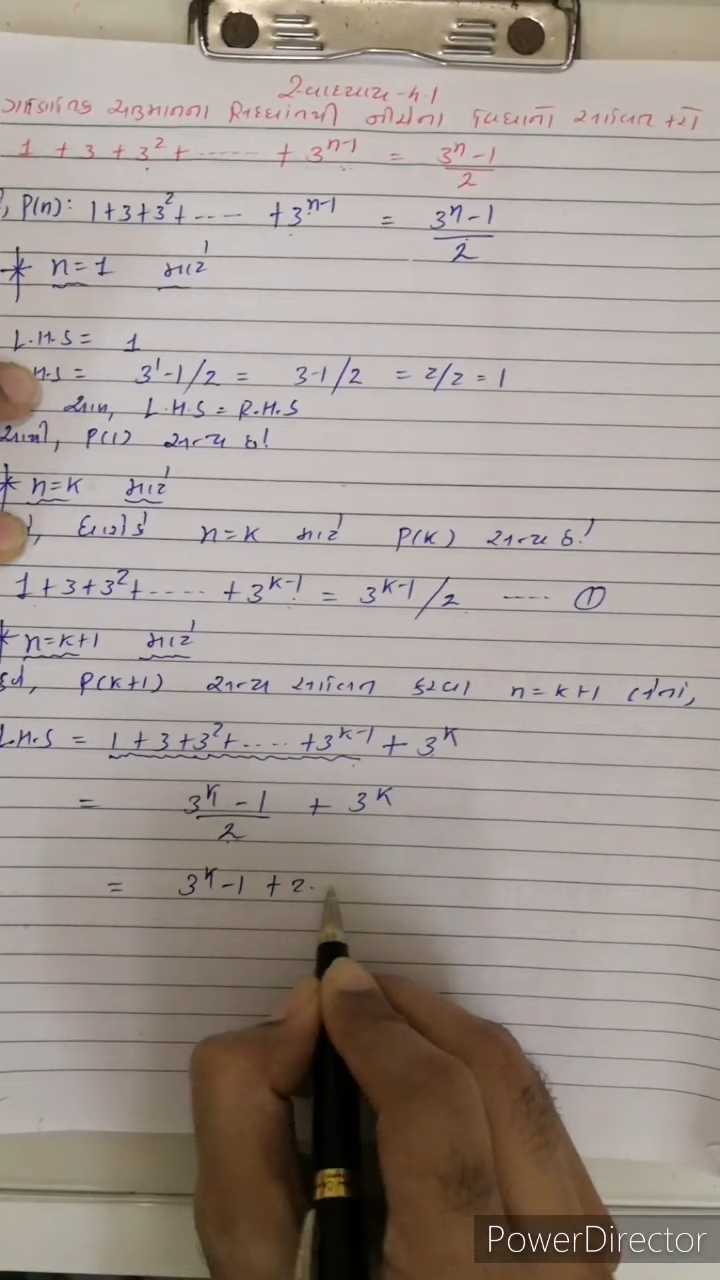 સ્વાધ્યાય-૪.1
ગાણિતિક અનુમાનના સિદ્ધાંતથી નીચેના વિધાનો સાબિત કરો
1 + 3 + 3² + ...... + 3ⁿ⁻¹ = 3ⁿ - 1 / 2
, P(n): 1+3+3²+ ..... +3ⁿ⁻¹ = 3ⁿ - 1 / 2
* n=1 માટે
L.H.S = 1
H.S = 3¹-1/2 = 3-1/2 = 2/2 = 1
આમ, L.H.S = R.H.S
આથી, P(1) સત્ય છે.
* n=K માટે
ધારો કે n=K માટે P(K) સત્ય છે.
1+3+3²+ ..... +3ᴷ⁻¹ = 3ᴷ-1/2 ..... ①
* n=K+1 માટે
હવે, P(K+1) સત્ય સાબિત કરવા n=K+1 લેતાં,
L.H.S = 1+3+3²+.....+3ᴷ⁻¹ + 3ᴷ
= 3ᴷ - 1 / 2 + 3ᴷ
= 3ᴷ-1 + 2.
PowerDirector